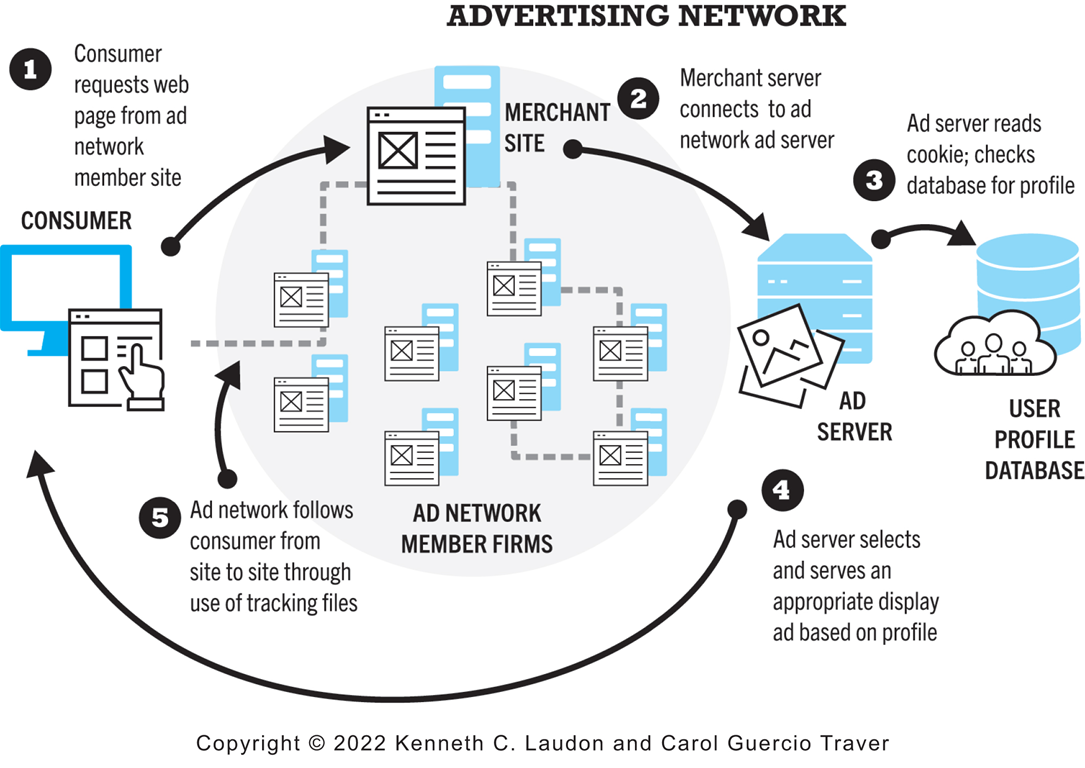 ADVERTISING NETWORK
1
Consumer
requests web
page from ad
network
member site
CONSUMER
MERCHANT
SITE
2
Merchant server
connects to ad
network ad server
3
Ad server reads
cookie; checks
database for profile
AD
SERVER
USER
PROFILE
DATABASE
4
Ad server selects
and serves an
appropriate display
ad based on profile
5
Ad network follows
consumer from
site to site through
use of tracking files
AD NETWORK
MEMBER FIRMS
Copyright © 2022 Kenneth C. Laudon and Carol Guercio Traver